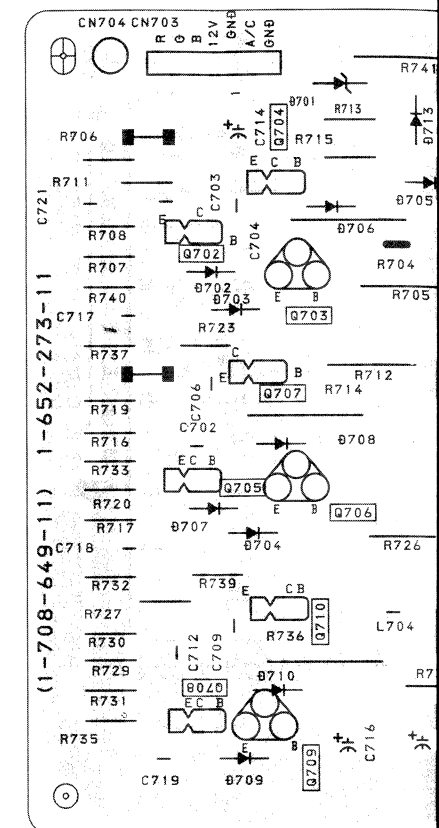 CN704 CN703
R
G
B
12V
GND
A/C
GND
R741
D701
R713
D713
C714
Q704
R715
R706
E C B
R711
C703
D705
C721
E C
B
R708
Q702
C704
D706
R704
R707
D702
R740
D703
E B
Q703
R705
C717
R723
R737
C
E B
Q707
R712
R714
C706
R719
C702
R716
D708
R733
E C B
Q705
E B
Q706
R720
R717
D707
D704
R726
C718
R732
R739
R727
E C B
R736
Q710
L704
R730
C712
C709
R729
Q708
D710
R7
R731
E C B
R735
E B
Q709
C716
C719
D709
(1-708-649-11) 1-652-273-11